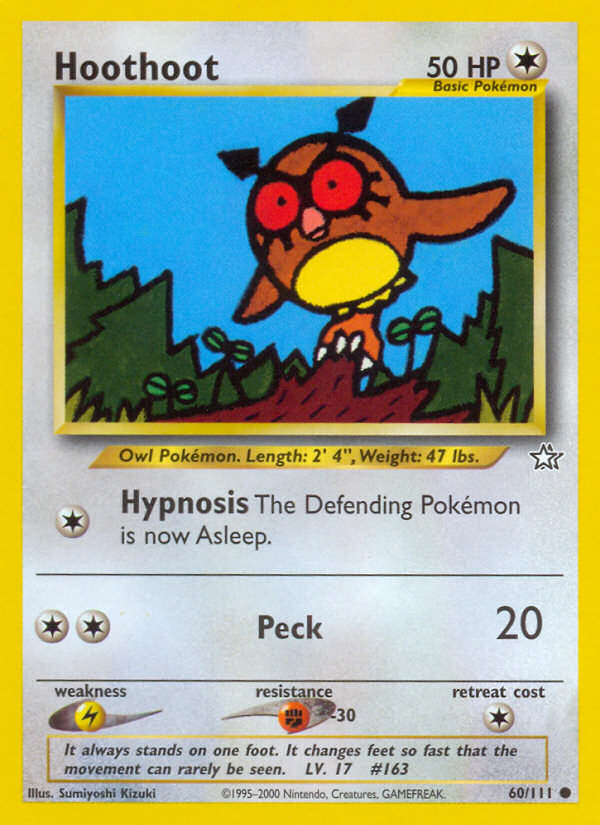 Hoothoot
50 HP
Basic Pokémon
Owl Pokémon. Length: 2' 4", Weight: 47 lbs.
Hypnosis The Defending Pokémon
is now Asleep.
Peck 20
weakness resistance retreat cost
-30
It always stands on one foot. It changes feet so fast that the
movement can rarely be seen. LV. 17 #163
Illus. Sumiyoshi Kizuki ©1995-2000 Nintendo, Creatures, GAMEFREAK. 60/111